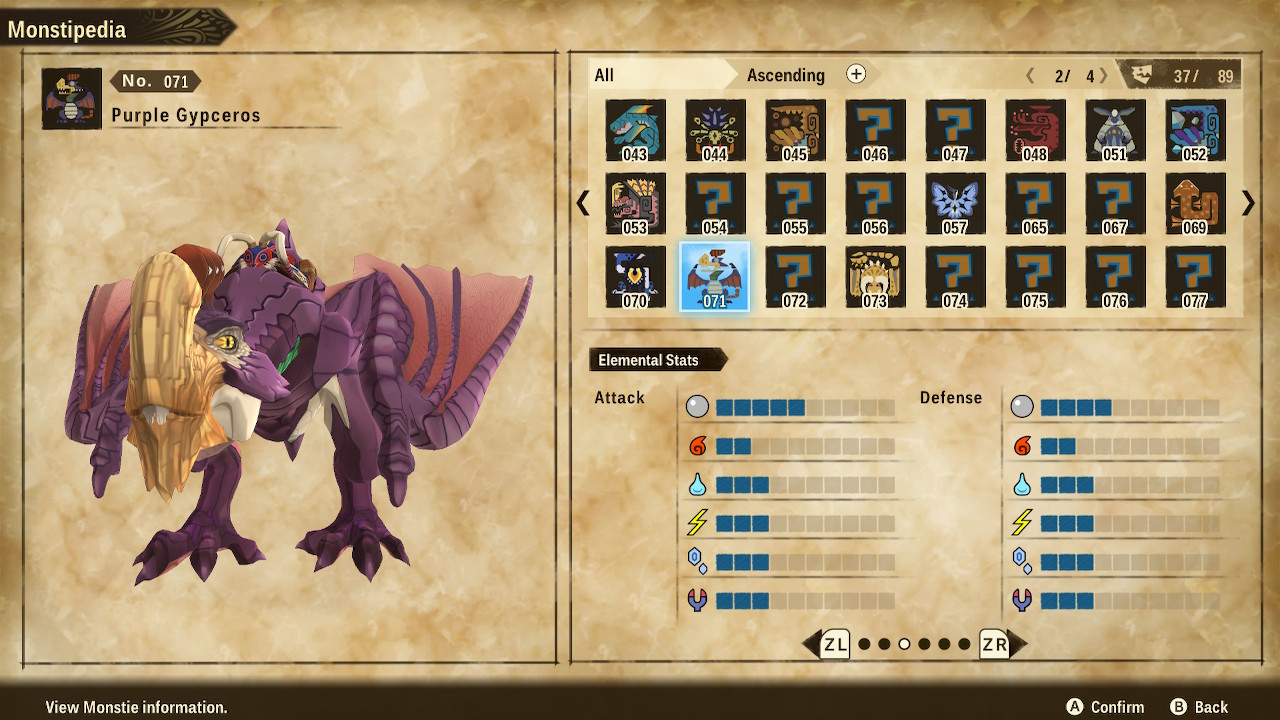 Monstipedia
No. 071
Purple Gypceros
All
Ascending
2/ 4
37/ 89
043 044 045 046 047 048 051 052
053 054 055 056 057 065 067 069
070 071 072 073 074 075 076 077
Elemental Stats
Attack
Defense
ZL
ZR
View Monstie information.
A Confirm
B Back